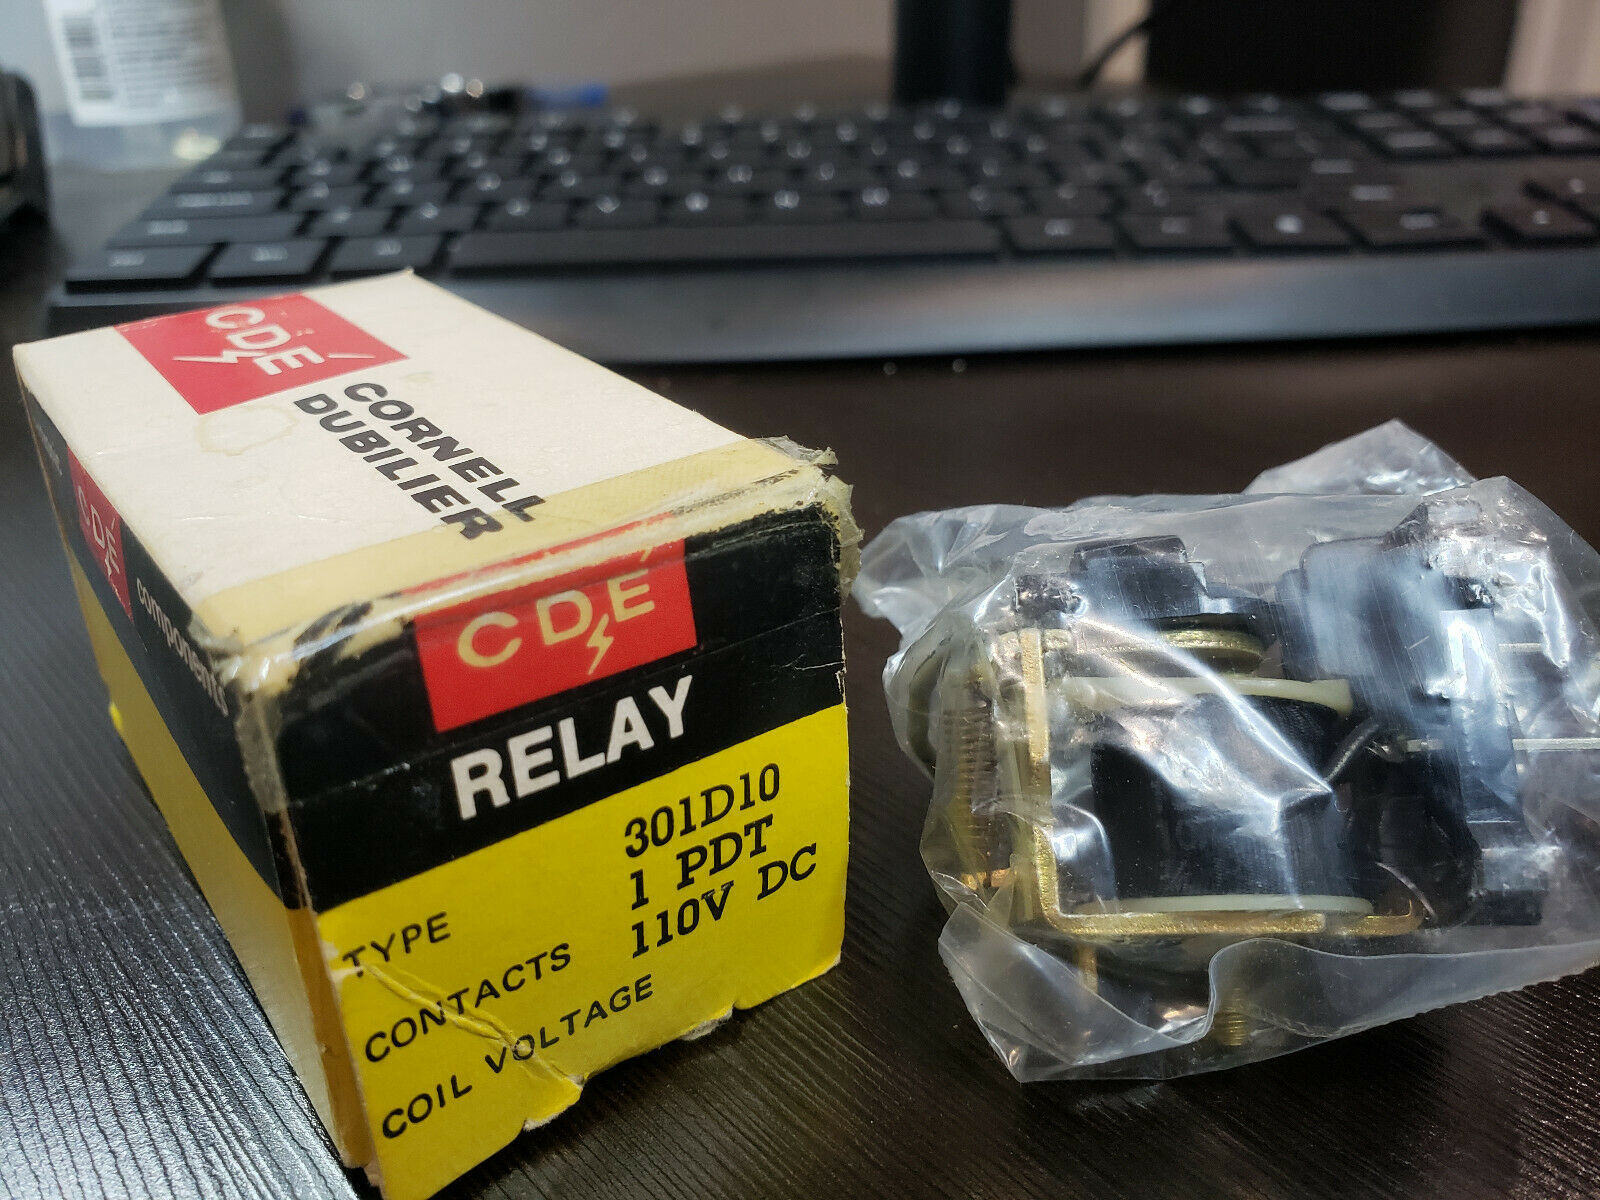 CDE
CORNELL
DUBILIER
CDE
components
CDE
RELAY
TYPE 301D10
CONTACTS 1 PDT
COIL VOLTAGE 110V DC